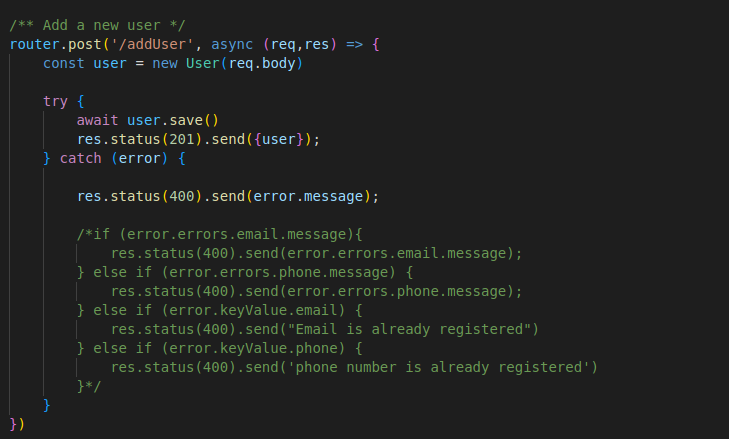 /** Add a new user */
router.post('/addUser', async (req,res) => {
    const user = new User(req.body)
    try {
        await user.save()
        res.status(201).send({user});
    } catch (error) {
        res.status(400).send(error.message);
        /*if (error.errors.email.message){
            res.status(400).send(error.errors.email.message);
        } else if (error.errors.phone.message) {
            res.status(400).send(error.errors.phone.message);
        } else if (error.keyValue.email) {
            res.status(400).send("Email is already registered")
        } else if (error.keyValue.phone) {
            res.status(400).send('phone number is already registered')
        }*/
    }
})